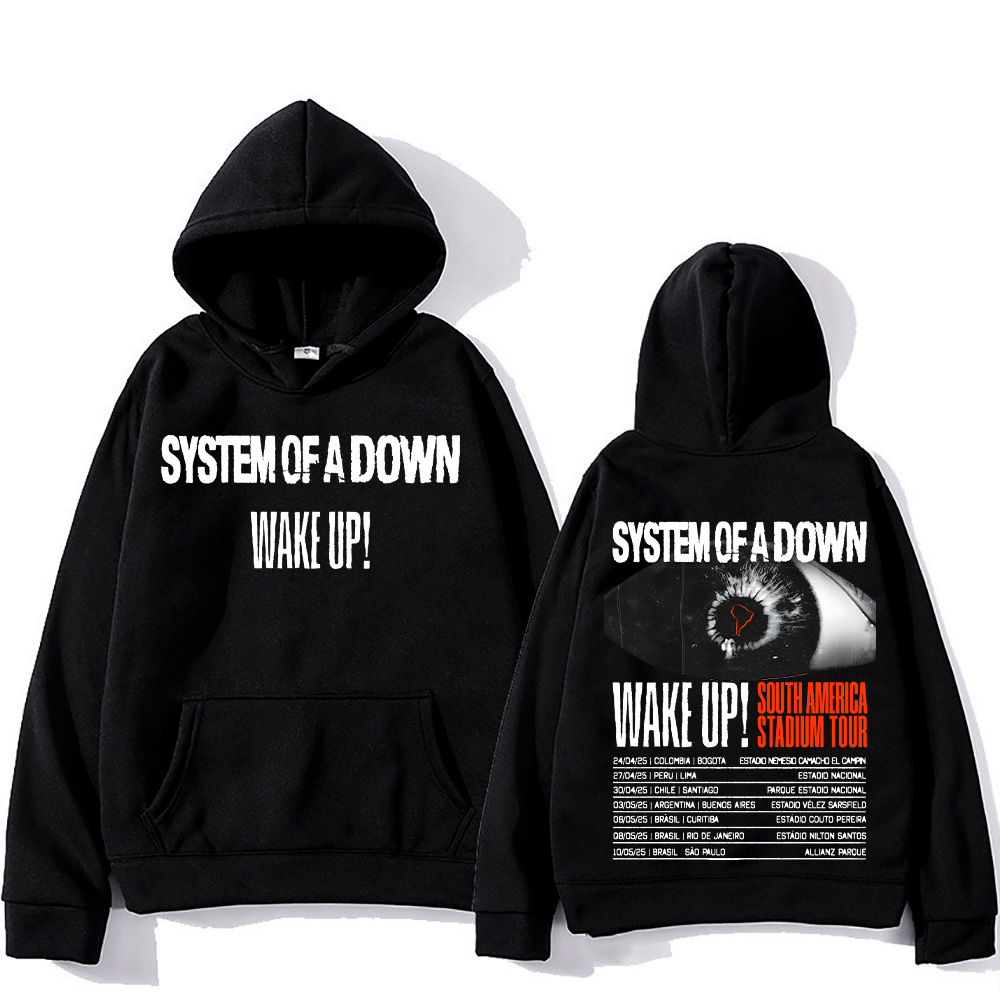 SYSTEM OF A DOWN
WAKE UP!
SYSTEM OF A DOWN
WAKE UP! SOUTH AMERICA
STADIUM TOUR
24/04/25 | COLOMBIA | BOGOTA ESTADIO NEMESIO CAMACHO EL CAMPIN
27/04/25 | PERU | LIMA ESTADIO NACIONAL
30/04/25 | CHILE | SANTIAGO PARQUE ESTADIO NACIONAL
03/05/25 | ARGENTINA | BUENOS AIRES ESTADIO VÉLEZ SARSFIELD
06/05/25 | BRÀSIL | CURITIBA ESTÁDIO COUTO PEREIRA
08/05/25 | BRASIL | RIO DE JANEIRO ESTÁDIO NILTON SANTOS
10/05/25 | BRASIL SÃO PAULO ALLIANZ PARQUE